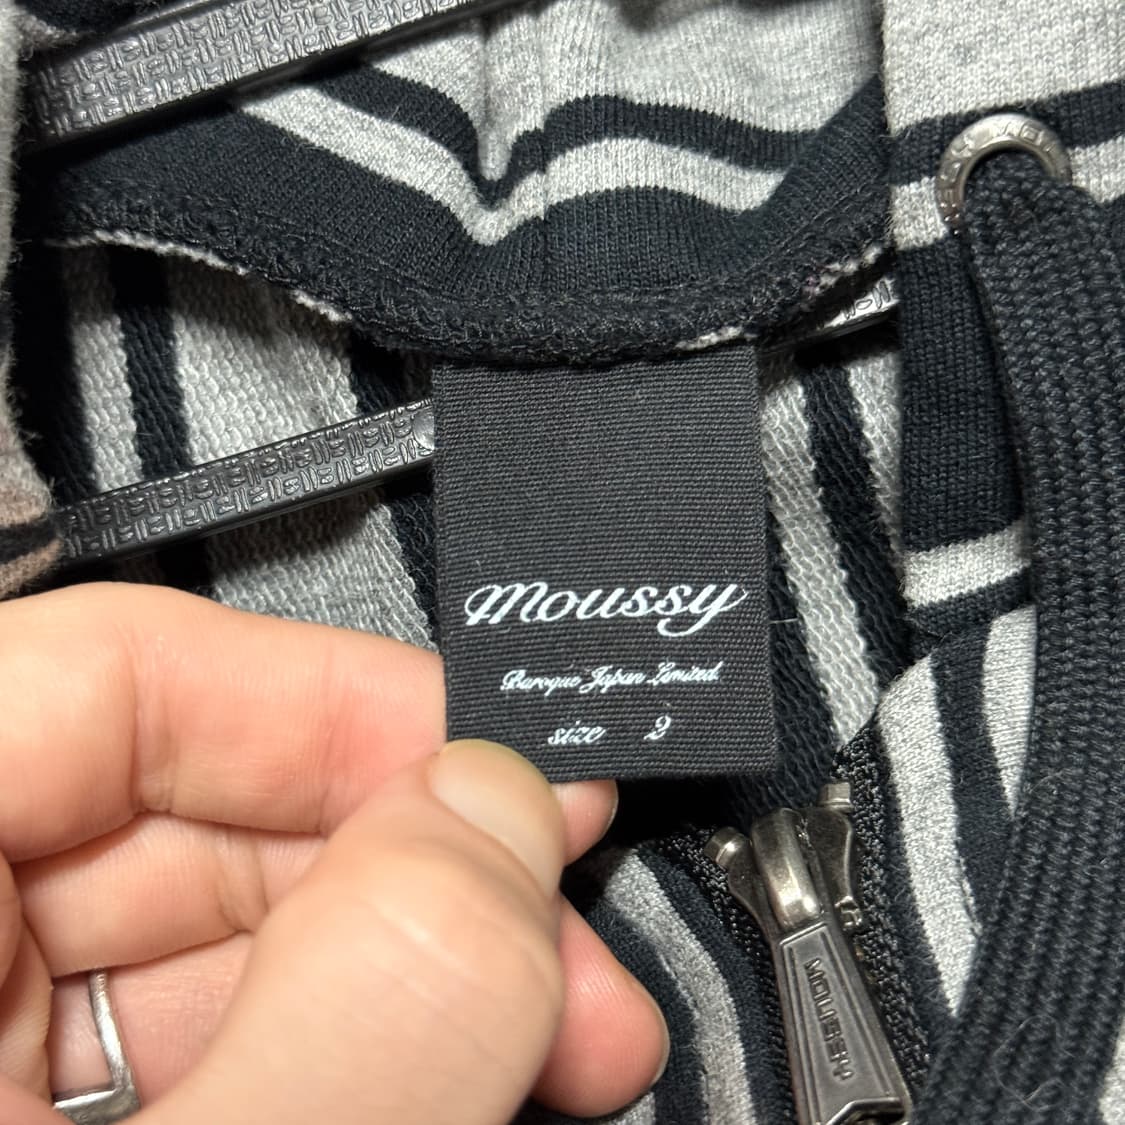 moussy
Baroque Japan Limited.
size 2
MOUSSY